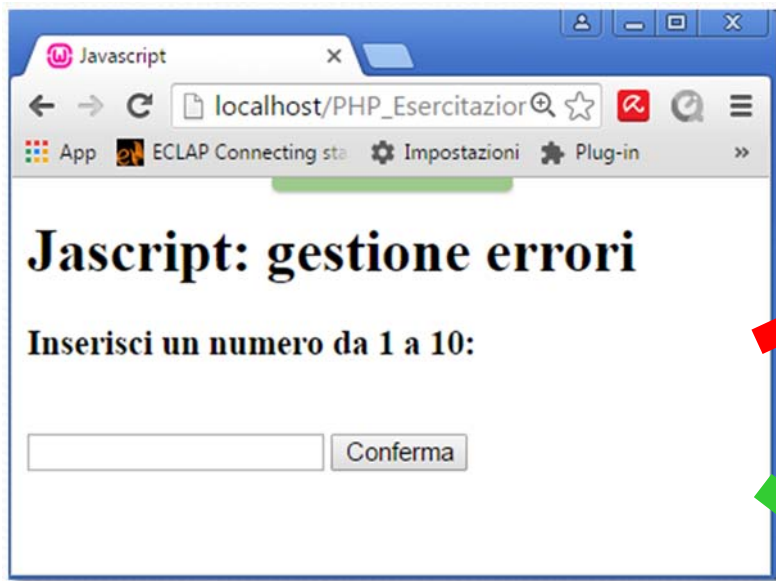 Javascript
localhost/PHP_Esercitazior
App ECLAP Connecting sta Impostazioni Plug-in »
Jascript: gestione errori
Inserisci un numero da 1 a 10:
Conferma